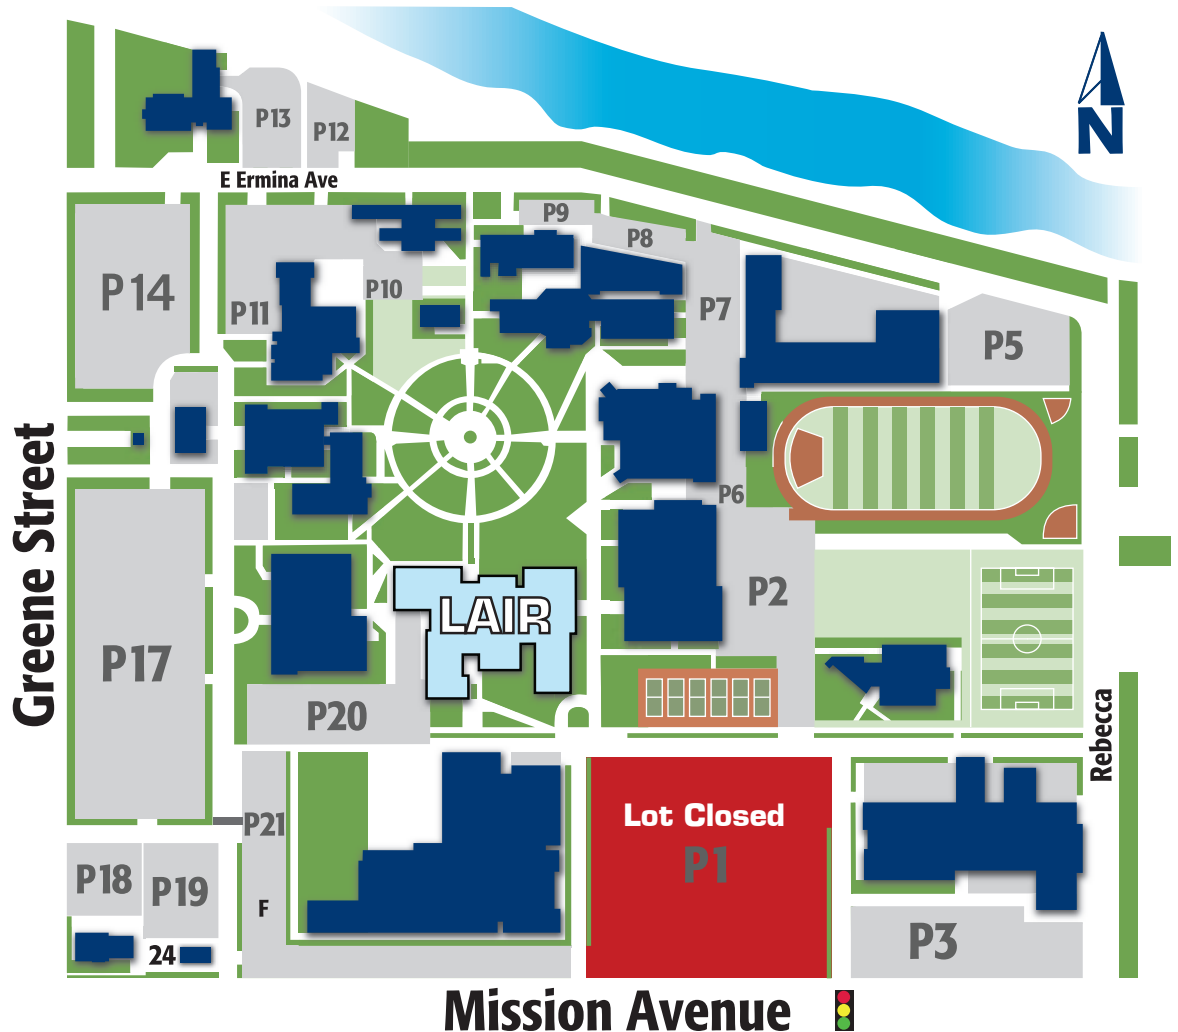 N
P13
P12
E Ermina Ave
P9
P8
P14
P10
P11
P7
P5
Greene Street
P6
P2
LAIR
P17
P20
Rebecca
Lot Closed
P1
P21
P18
P19
F
24
P3
Mission Avenue